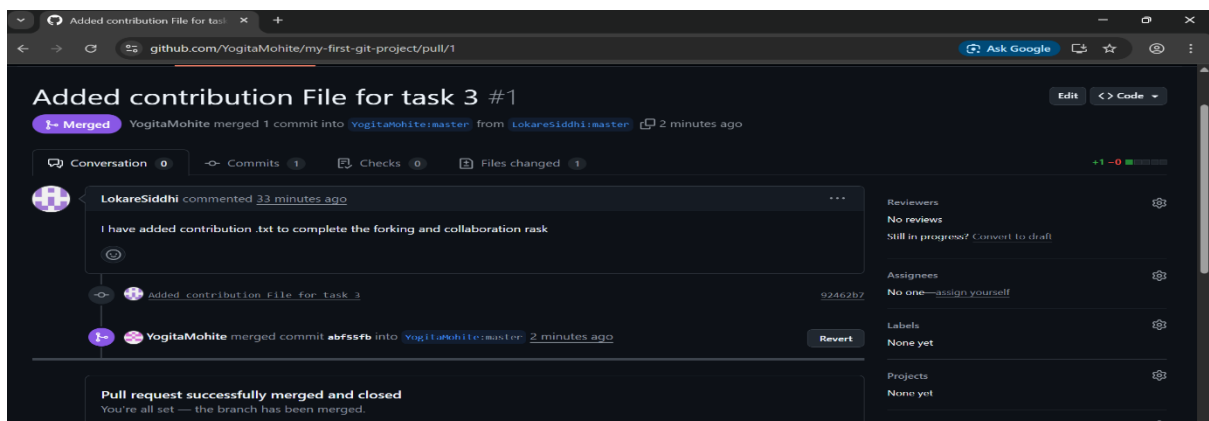 Added contribution File for tas
github.com/YogitaMohite/my-first-git-project/pull/1
Ask Google
Added contribution File for task 3 #1
Edit
<> Code
Merged
YogitaMohite merged 1 commit into YogitaMohite:master from LokareSiddhi:master 2 minutes ago
Conversation 0
Commits 1
Checks 0
Files changed 1
+1 −0
LokareSiddhi commented 33 minutes ago
I have added contribution .txt to complete the forking and collaboration rask
Added contribution File for task 3
92462b7
YogitaMohite merged commit abf55fb into YogitaMohite:master 2 minutes ago
Revert
Pull request successfully merged and closed
You're all set — the branch has been merged.
Reviewers
No reviews
Still in progress? Convert to draft
Assignees
No one—assign yourself
Labels
None yet
Projects
None yet